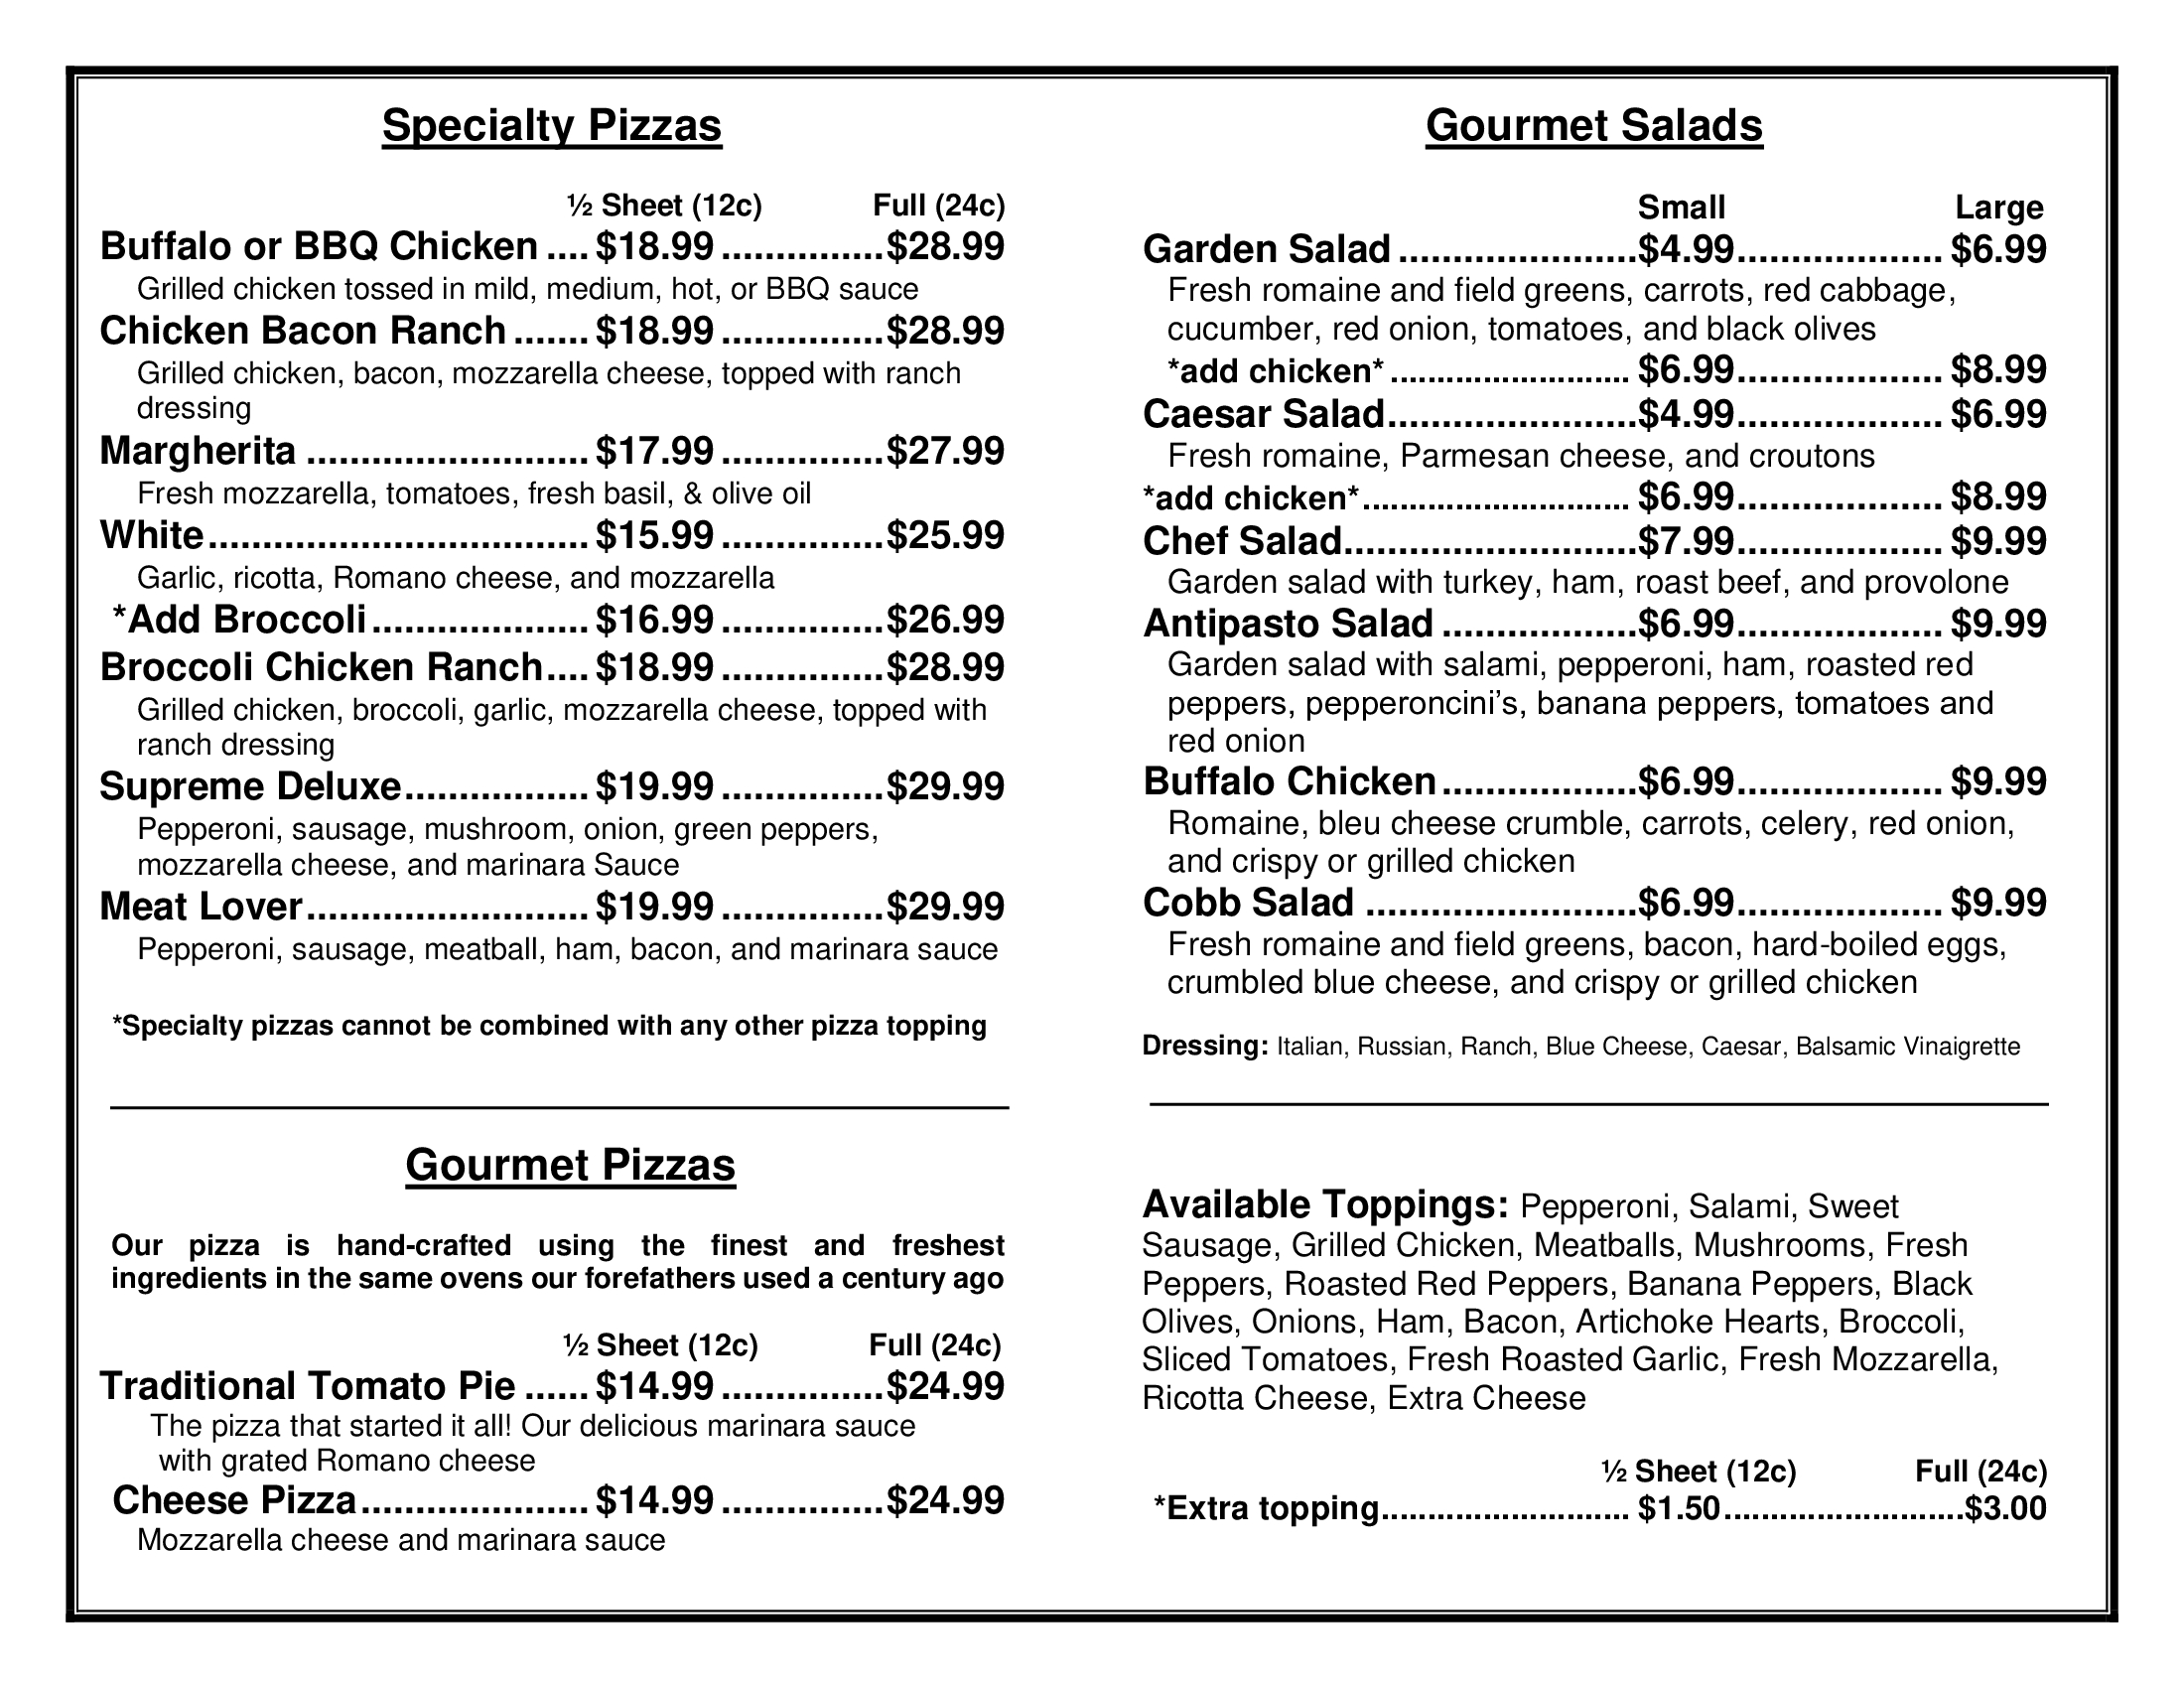 Specialty Pizzas
½ Sheet (12c) Full (24c)
Buffalo or BBQ Chicken .... $18.99 ...............$28.99
Grilled chicken tossed in mild, medium, hot, or BBQ sauce
Chicken Bacon Ranch ....... $18.99 ...............$28.99
Grilled chicken, bacon, mozzarella cheese, topped with ranch
dressing
Margherita .......................... $17.99 ...............$27.99
Fresh mozzarella, tomatoes, fresh basil, & olive oil
White................................... $15.99 ...............$25.99
Garlic, ricotta, Romano cheese, and mozzarella
*Add Broccoli.................... $16.99 ...............$26.99
Broccoli Chicken Ranch.... $18.99 ...............$28.99
Grilled chicken, broccoli, garlic, mozzarella cheese, topped with
ranch dressing
Supreme Deluxe................. $19.99 ...............$29.99
Pepperoni, sausage, mushroom, onion, green peppers,
mozzarella cheese, and marinara Sauce
Meat Lover.......................... $19.99 ...............$29.99
Pepperoni, sausage, meatball, ham, bacon, and marinara sauce
*Specialty pizzas cannot be combined with any other pizza topping
Gourmet Pizzas
Our pizza is hand-crafted using the finest and freshest
ingredients in the same ovens our forefathers used a century ago
½ Sheet (12c) Full (24c)
Traditional Tomato Pie ...... $14.99 ...............$24.99
The pizza that started it all! Our delicious marinara sauce
with grated Romano cheese
Cheese Pizza..................... $14.99 ...............$24.99
Mozzarella cheese and marinara sauce
Gourmet Salads
Small Large
Garden Salad ......................$4.99................... $6.99
Fresh romaine and field greens, carrots, red cabbage,
cucumber, red onion, tomatoes, and black olives
*add chicken* .......................... $6.99................... $8.99
Caesar Salad.......................$4.99................... $6.99
Fresh romaine, Parmesan cheese, and croutons
*add chicken*............................. $6.99................... $8.99
Chef Salad...........................$7.99................... $9.99
Garden salad with turkey, ham, roast beef, and provolone
Antipasto Salad ..................$6.99................... $9.99
Garden salad with salami, pepperoni, ham, roasted red
peppers, pepperoncini’s, banana peppers, tomatoes and
red onion
Buffalo Chicken..................$6.99................... $9.99
Romaine, bleu cheese crumble, carrots, celery, red onion,
and crispy or grilled chicken
Cobb Salad .........................$6.99................... $9.99
Fresh romaine and field greens, bacon, hard-boiled eggs,
crumbled blue cheese, and crispy or grilled chicken
Dressing: Italian, Russian, Ranch, Blue Cheese, Caesar, Balsamic Vinaigrette
Available Toppings: Pepperoni, Salami, Sweet
Sausage, Grilled Chicken, Meatballs, Mushrooms, Fresh
Peppers, Roasted Red Peppers, Banana Peppers, Black
Olives, Onions, Ham, Bacon, Artichoke Hearts, Broccoli,
Sliced Tomatoes, Fresh Roasted Garlic, Fresh Mozzarella,
Ricotta Cheese, Extra Cheese
½ Sheet (12c) Full (24c)
*Extra topping........................... $1.50..........................$3.00